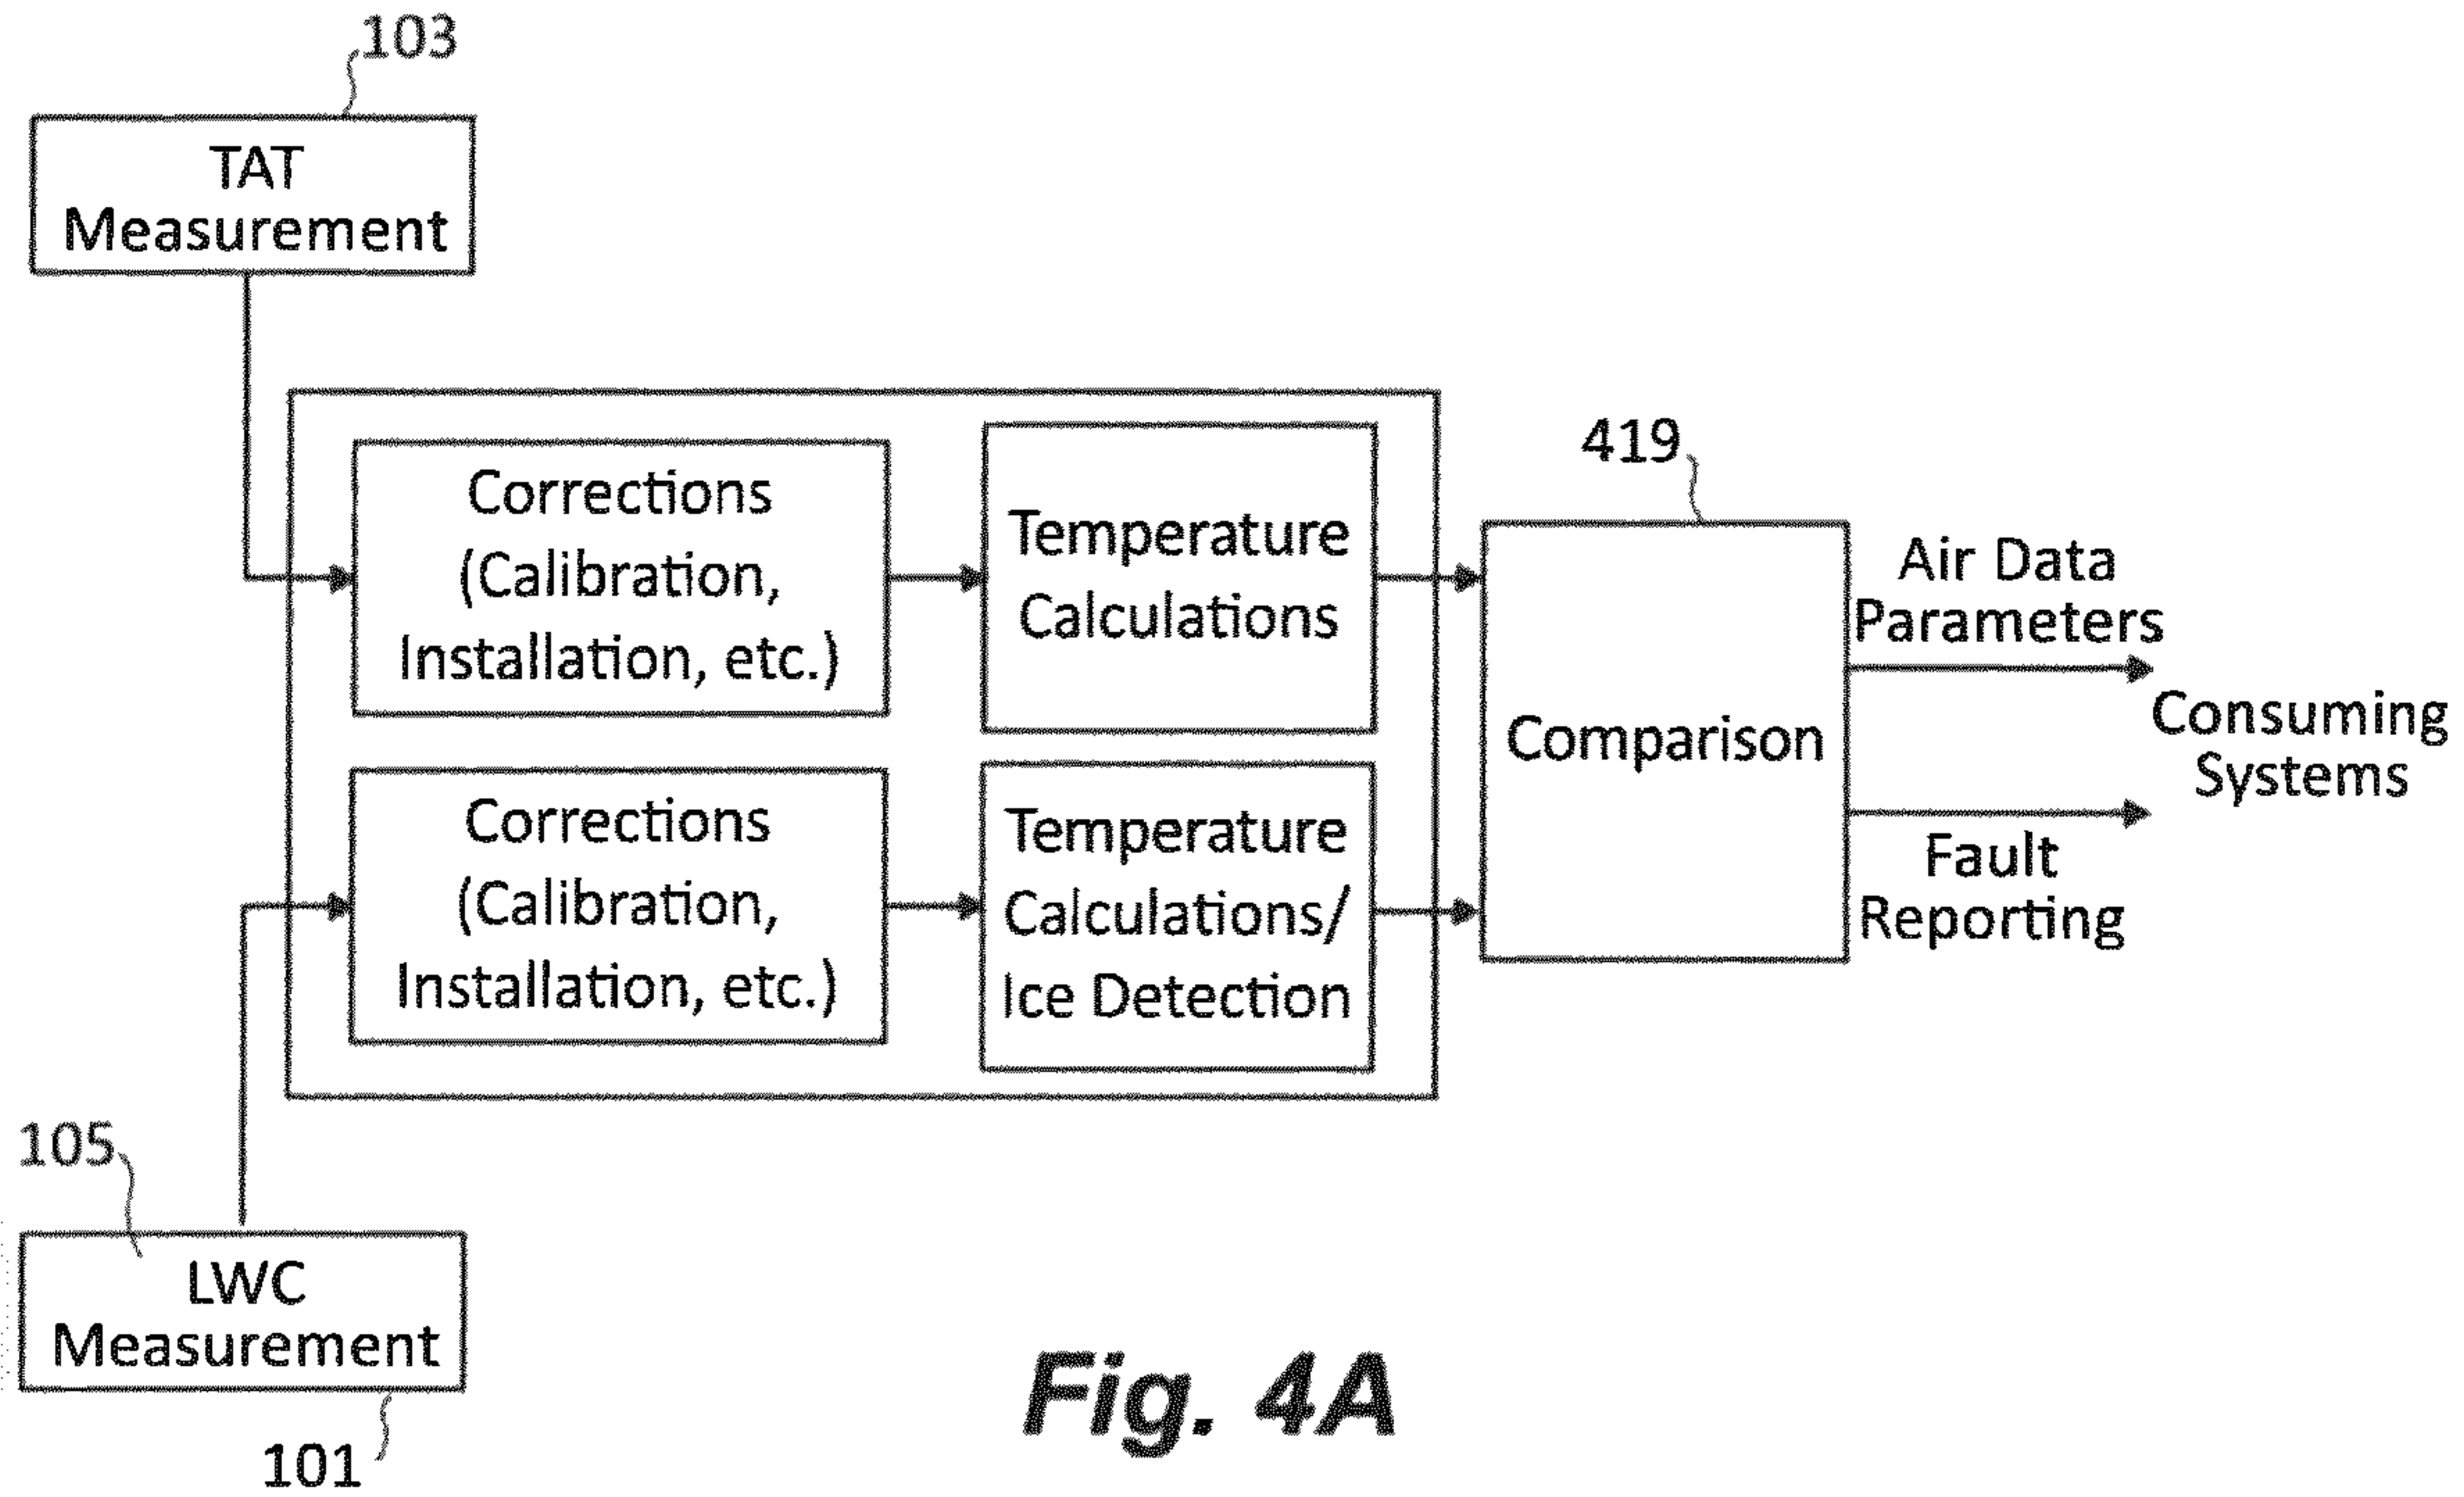 103
TAT
Measurement
Corrections
(Calibration,
Installation, etc.)
Temperature
Calculations
419
Comparison
Air Data
Parameters
Consuming
Systems
Fault
Reporting
Corrections
(Calibration,
Installation, etc.)
Temperature
Calculations/
Ice Detection
105
LWC
Measurement
101
Fig. 4A